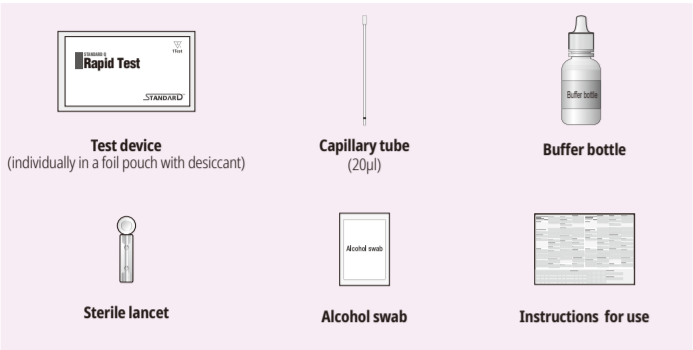 STANDARD Q
Rapid Test
1Test
STANDARD
Test device
(individually in a foil pouch with desiccant)
Capillary tube
(20μl)
Buffer bottle
Buffer bottle
Sterile lancet
Alcohol swab
Alcohol swab
Instructions for use